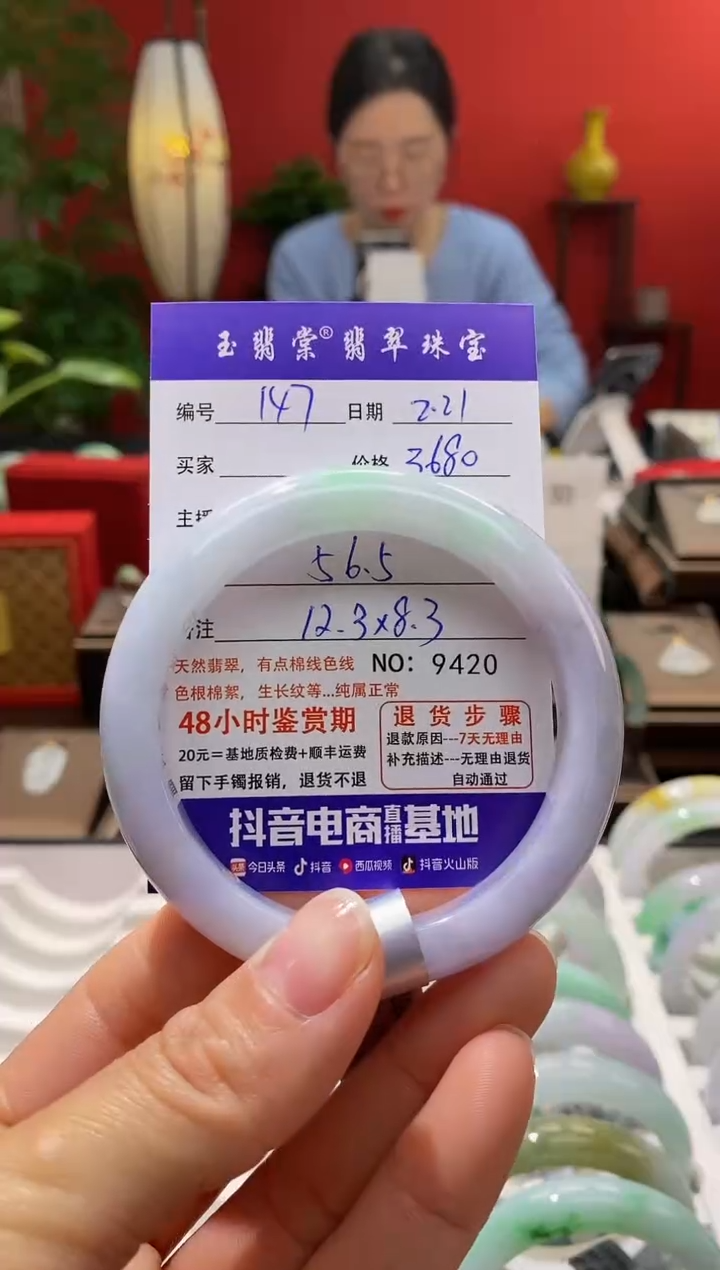 玉翡棠®翡翠珠宝
编号 147 日期 2.21
买家 价格 3680
主播
56.5
备注 12.3x8.3
天然翡翠，有点棉线色线 NO：9420
色根棉絮，生长纹等...纯属正常
48小时鉴赏期
20元＝基地质检费+顺丰运费
留下手镯报销，退货不退
退货步骤
退款原因---7天无理由
补充描述---无理由退货
自动通过
抖音电商直播基地
头条 今日头条 抖音 西瓜视频 抖音火山版